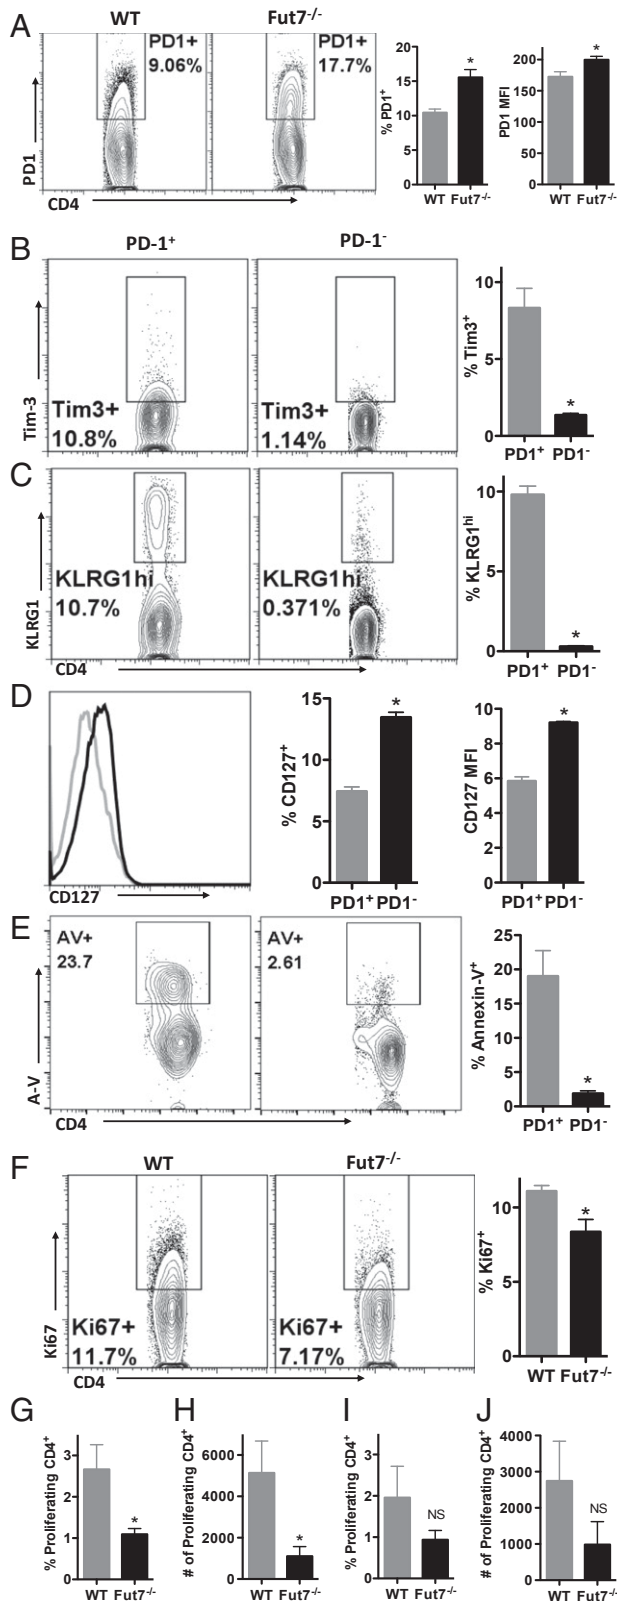 A
WT
Fut7⁻/⁻
PD1+
9.06%
PD1+
17.7%
PD1
CD4
% PD1⁺
20
15
10
5
0
WT Fut7⁻/⁻
*
PD1 MFI
200
150
100
50
0
WT Fut7⁻/⁻
*
B
PD-1⁺
PD-1⁻
Tim-3
Tim3+
10.8%
Tim3+
1.14%
% Tim3⁺
10
5
0
*
PD1⁺ PD1⁻
C
KLRG1
KLRG1hi
10.7%
KLRG1hi
0.371%
CD4
% KLRG1ʰⁱ
10
5
0
*
PD1⁺ PD1⁻
D
CD127
% CD127⁺
15
10
5
0
*
PD1⁺ PD1⁻
CD127 MFI
10
8
6
4
2
0
*
PD1⁺ PD1⁻
E
AV+
23.7
AV+
2.61
A-V
CD4
% Annexin-V⁺
25
20
15
10
5
0
*
PD1⁺ PD1⁻
F
WT
Fut7⁻/⁻
Ki67
Ki67+
11.7%
Ki67+
7.17%
CD4
% Ki67⁺
10
5
0
*
WT Fut7⁻/⁻
G
% Proliferating CD4⁺
3
2
1
0
*
WT Fut7⁻/⁻
H
# of Proliferating CD4⁺
6000
4000
2000
0
*
WT Fut7⁻/⁻
I
% Proliferating CD4⁺
3
2
1
0
NS
WT Fut7⁻/⁻
J
# of Proliferating CD4⁺
4000
3000
2000
1000
0
NS
WT Fut7⁻/⁻